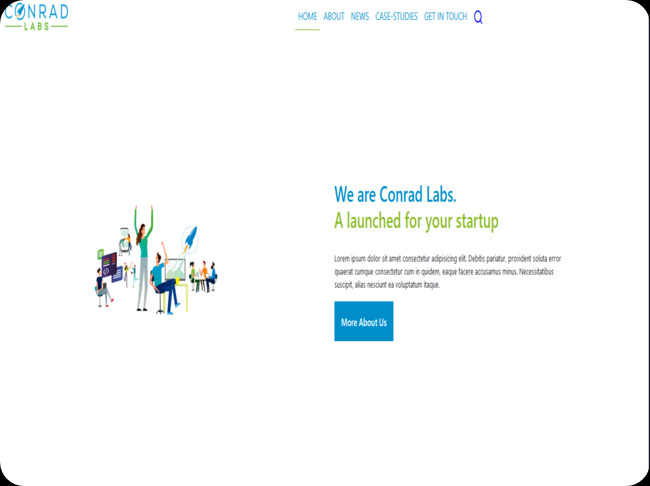 CONRAD
LABS
HOME ABOUT NEWS CASE-STUDIES GET IN TOUCH
We are Conrad Labs.
A launched for your startup
Lorem ipsum dolor sit amet consectetur adipisicing elit. Debitis pariatur, provident soluta error
quaerat cumque consectetur cum in quidem, eaque facere accusamus minus. Necessitatibus
suscipit, alias nesciunt ea voluptatum itaque.
More About Us